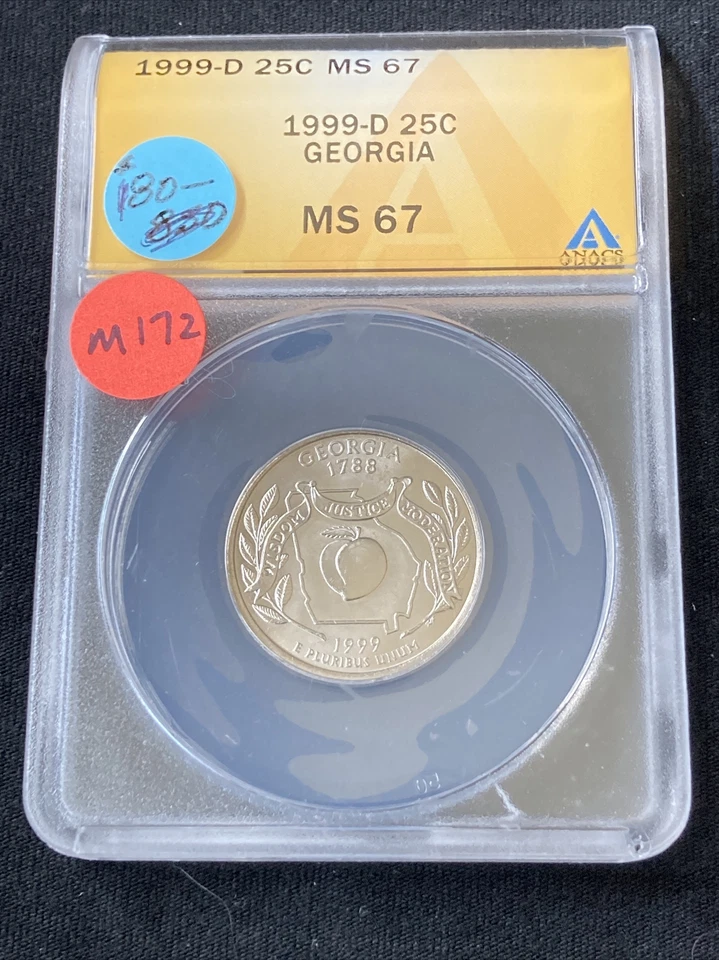 1999-D 25C MS 67
1999-D 25C
GEORGIA
MS 67
ANACS
$180-
M172
GEORGIA
1788
WISDOM JUSTICE MODERATION
1999
E PLURIBUS UNUM